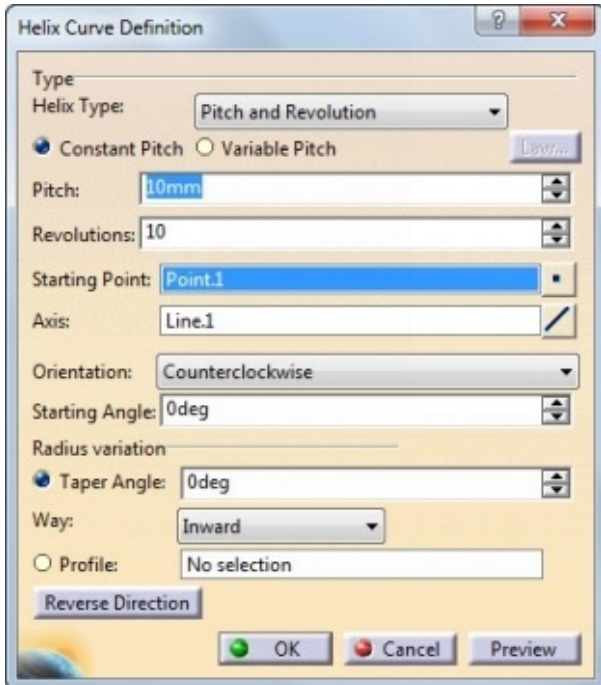 Helix Curve Definition ?
Type
Helix Type: Pitch and Revolution
Constant Pitch Variable Pitch Law...
Pitch: 10mm
Revolutions: 10
Starting Point: Point.1
Axis: Line.1
Orientation: Counterclockwise
Starting Angle: 0deg
Radius variation
Taper Angle: 0deg
Way: Inward
Profile: No selection
Reverse Direction
OK Cancel Preview